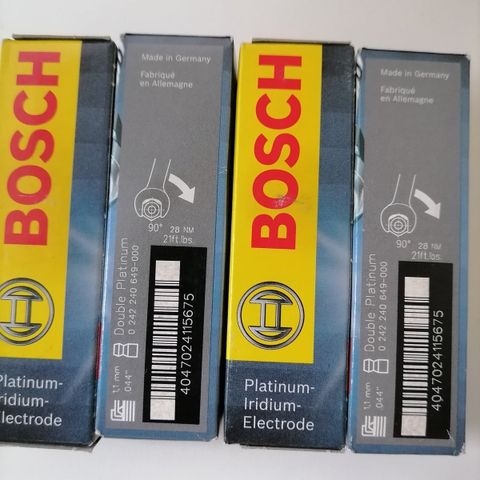 BOSCH
Platinum-
Iridium-
Electrode
Made in Germany
Fabriqué
en Allemagne
90°
28 NM
21ft.lbs.
Double Platinum
0 242 240 649-000
1,1 mm
.044"
4047024115675
BOSCH
Platinum-
Iridium-
Electrode
Made in Germany
Fabriqué
en Allemagne
90°
28 NM
21ft.lbs.
Double Platinum
0 242 240 649-000
1,1 mm
.044"
4047024115675